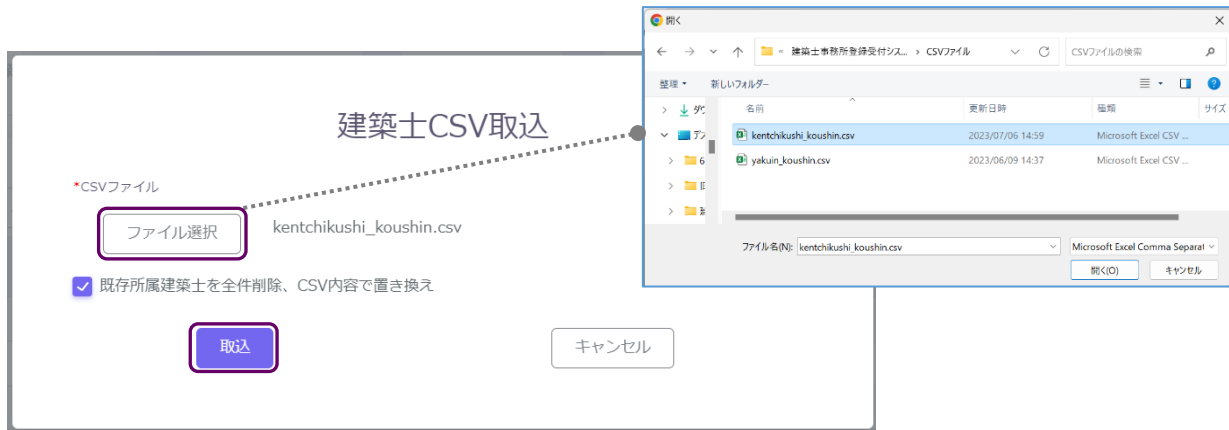 建築士CSV取込
*CSVファイル
ファイル選択
kentchikushi_koushin.csv
既存所属建築士を全件削除、CSV内容で置き換え
取込
キャンセル
開く
建築士事務所登録受付シス... › CSVファイル
CSVファイルの検索
整理
新しいフォルダー
名前 更新日時 種類 サイズ
kentchikushi_koushin.csv 2023/07/06 14:59 Microsoft Excel CSV ...
yakuin_koushin.csv 2023/06/09 14:37 Microsoft Excel CSV ...
6
ファイル名(N): kentchikushi_koushin.csv
Microsoft Excel Comma Separat
開く(O)
キャンセル